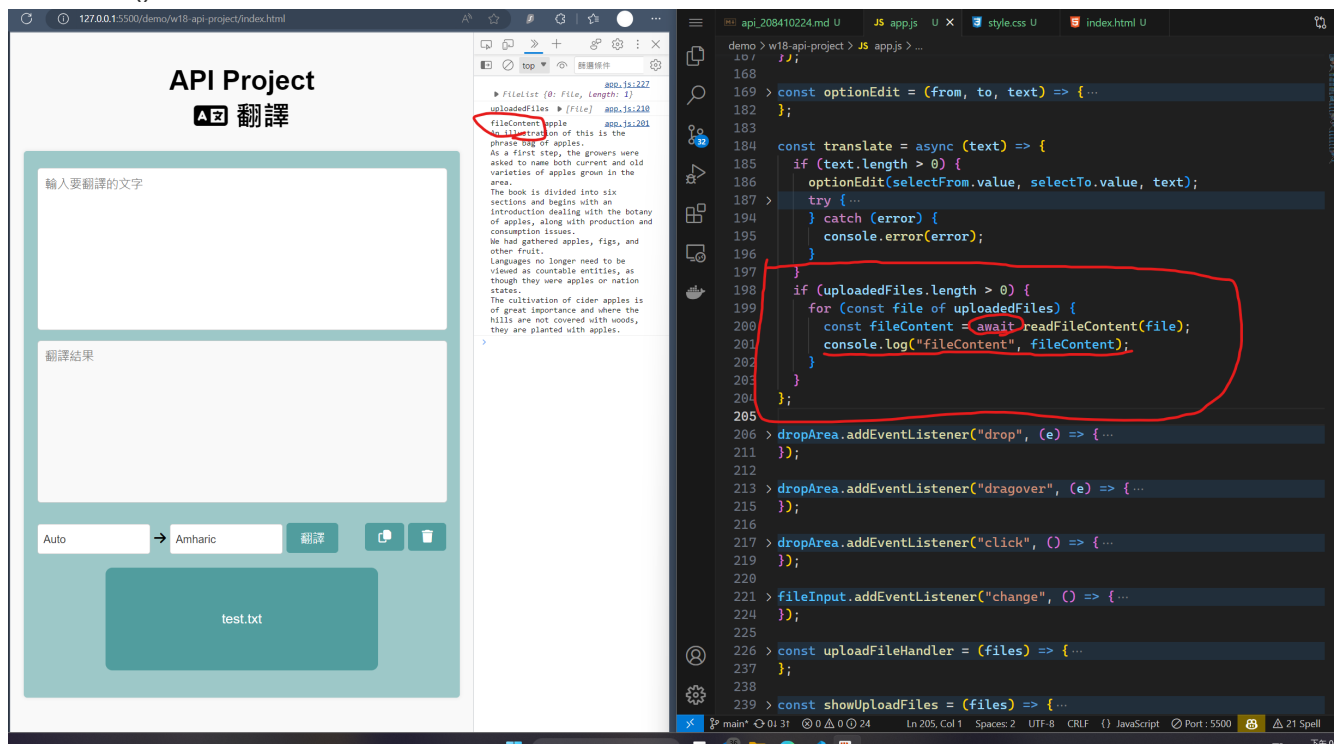 127.0.0.1:5500/demo/w18-api-project/index.html
API Project
翻譯
輸入要翻譯的文字
翻譯結果
Auto
Amharic
翻譯
test.txt
top
篩選條件
app.js:227
FileList {0: File, length: 1}
uploadedFiles [File] app.js:210
fileContent apple app.js:201
An illustration of this is the
phrase bag of apples.
As a first step, the growers were
asked to name both current and old
varieties of apples grown in the
area.
The book is divided into six
sections and begins with an
introduction dealing with the botany
of apples, along with production and
consumption issues.
We had gathered apples, figs, and
other fruit.
Languages no longer need to be
viewed as countable entities, as
though they were apples or nation
states.
The cultivation of cider apples is
of great importance and where the
hills are not covered with woods,
they are planted with apples.
api_208410224.md U
JS app.js U
style.css U
index.html U
demo > w18-api-project > JS app.js > ...
32
167 });
168
169 const optionEdit = (from, to, text) => {…
182 };
183
184 const translate = async (text) => {
185 if (text.length > 0) {
186 optionEdit(selectFrom.value, selectTo.value, text);
187 try {…
194 } catch (error) {
195 console.error(error);
196 }
197 }
198 if (uploadedFiles.length > 0) {
199 for (const file of uploadedFiles) {
200 const fileContent = await readFileContent(file);
201 console.log("fileContent", fileContent);
202 }
203 }
204 };
205
206 dropArea.addEventListener("drop", (e) => {…
211 });
212
213 dropArea.addEventListener("dragover", (e) => {…
215 });
216
217 dropArea.addEventListener("click", () => {…
219 });
220
221 fileInput.addEventListener("change", () => {…
224 });
225
226 const uploadFileHandler = (files) => {…
237 };
238
239 const showUploadFiles = (files) => {…
main* 0↓ 3↑ 0 0 24 Ln 205, Col 1 Spaces: 2 UTF-8 CRLF {} JavaScript Port : 5500 21 Spell